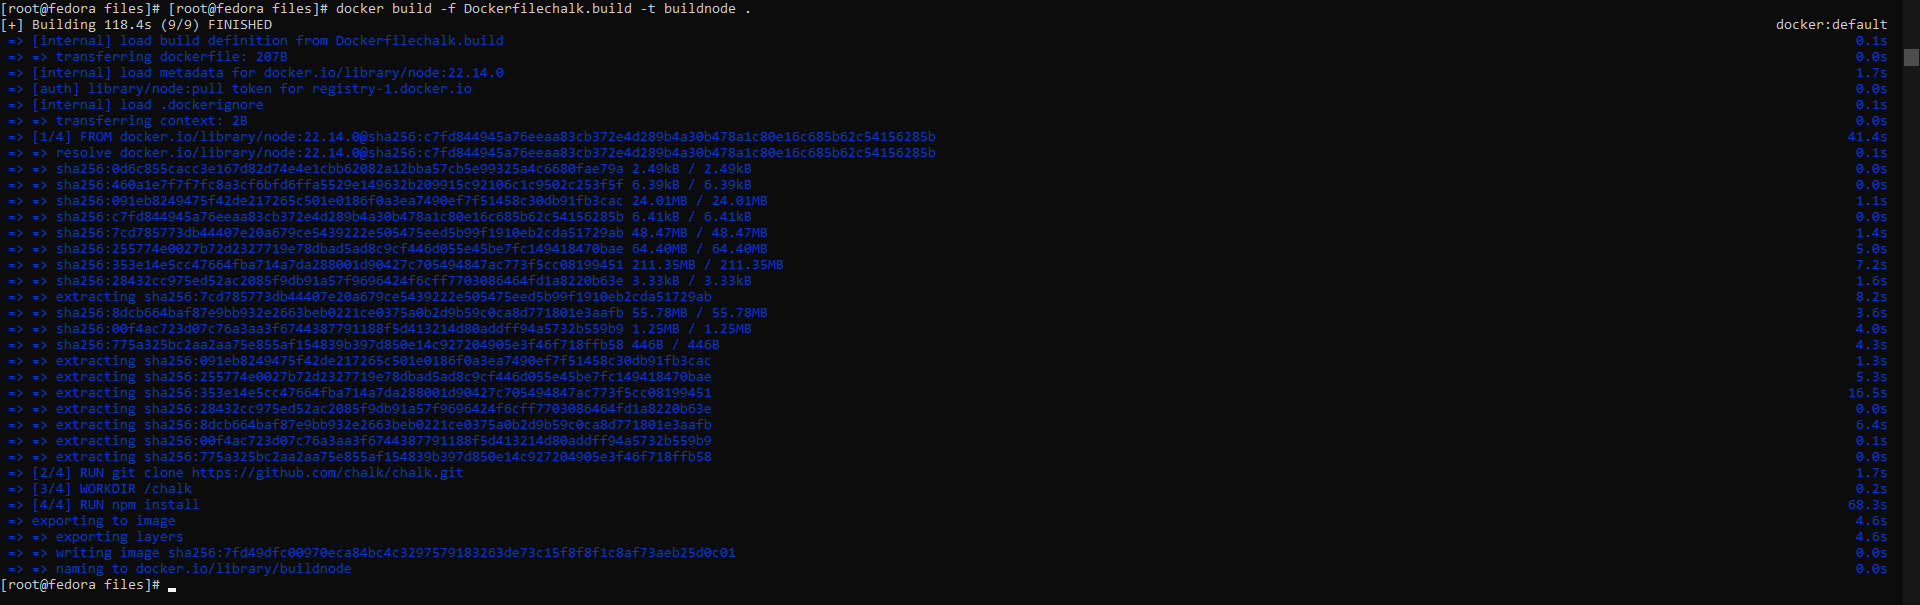 [root@fedora files]# [root@fedora files]# docker build -f Dockerfilechalk.build -t buildnode .
[+] Building 118.4s (9/9) FINISHED docker:default
=> [internal] load build definition from Dockerfilechalk.build 0.1s
=> => transferring dockerfile: 207B 0.0s
=> [internal] load metadata for docker.io/library/node:22.14.0 1.7s
=> [auth] library/node:pull token for registry-1.docker.io 0.0s
=> [internal] load .dockerignore 0.1s
=> => transferring context: 2B 0.0s
=> [1/4] FROM docker.io/library/node:22.14.0@sha256:c7fd844945a76eeaa83cb372e4d289b4a30b478a1c80e16c685b62c54156285b 41.4s
=> => resolve docker.io/library/node:22.14.0@sha256:c7fd844945a76eeaa83cb372e4d289b4a30b478a1c80e16c685b62c54156285b 0.1s
=> => sha256:0d6c855cacc3e167d82d74e4e1cbb62082a12bba57cb5e99325a4c6680fae79a 2.49kB / 2.49kB 0.0s
=> => sha256:460a1e7f7f7fc8a3cf6bfd6ffa5529e149632b209915c92106c1c9502c253f5f 6.39kB / 6.39kB 0.0s
=> => sha256:091eb8249475f42de217265c501e0186f0a3ea7490ef7f51458c30db91fb3cac 24.01MB / 24.01MB 1.1s
=> => sha256:c7fd844945a76eeaa83cb372e4d289b4a30b478a1c80e16c685b62c54156285b 6.41kB / 6.41kB 0.0s
=> => sha256:7cd785773db44407e20a679ce5439222e505475eed5b99f1910eb2cda51729ab 48.47MB / 48.47MB 1.4s
=> => sha256:255774e0027b72d2327719e78dbad5ad8c9cf446d055e45be7fc149418470bae 64.40MB / 64.40MB 5.0s
=> => sha256:353e14e5cc47664fba714a7da288001d90427c705494847ac773f5cc08199451 211.35MB / 211.35MB 7.2s
=> => sha256:28432cc975ed52ac2085f9db91a57f9696424f6cff7703086464fd1a8220b63e 3.33kB / 3.33kB 1.6s
=> => extracting sha256:7cd785773db44407e20a679ce5439222e505475eed5b99f1910eb2cda51729ab 8.2s
=> => sha256:8dcb664baf87e9bb932e2663beb0221ce0375a0b2d9b59c0ca8d771801e3aafb 55.78MB / 55.78MB 3.6s
=> => sha256:00f4ac723d07c76a3aa3f6744387791188f5d413214d80addff94a5732b559b9 1.25MB / 1.25MB 4.0s
=> => sha256:775a325bc2aa2aa75e855af154839b397d850e14c927204905e3f46f718ffb58 446B / 446B 4.3s
=> => extracting sha256:091eb8249475f42de217265c501e0186f0a3ea7490ef7f51458c30db91fb3cac 1.3s
=> => extracting sha256:255774e0027b72d2327719e78dbad5ad8c9cf446d055e45be7fc149418470bae 5.3s
=> => extracting sha256:353e14e5cc47664fba714a7da288001d90427c705494847ac773f5cc08199451 16.5s
=> => extracting sha256:28432cc975ed52ac2085f9db91a57f9696424f6cff7703086464fd1a8220b63e 0.0s
=> => extracting sha256:8dcb664baf87e9bb932e2663beb0221ce0375a0b2d9b59c0ca8d771801e3aafb 6.4s
=> => extracting sha256:00f4ac723d07c76a3aa3f6744387791188f5d413214d80addff94a5732b559b9 0.1s
=> => extracting sha256:775a325bc2aa2aa75e855af154839b397d850e14c927204905e3f46f718ffb58 0.0s
=> [2/4] RUN git clone https://github.com/chalk/chalk.git 1.7s
=> [3/4] WORKDIR /chalk 0.2s
=> [4/4] RUN npm install 68.3s
=> exporting to image 4.6s
=> => exporting layers 4.6s
=> => writing image sha256:7fd49dfc00970eca84bc4c3297579183263de73c15f8f8f1c8af73aeb25d0c01 0.0s
=> => naming to docker.io/library/buildnode 0.0s
[root@fedora files]#